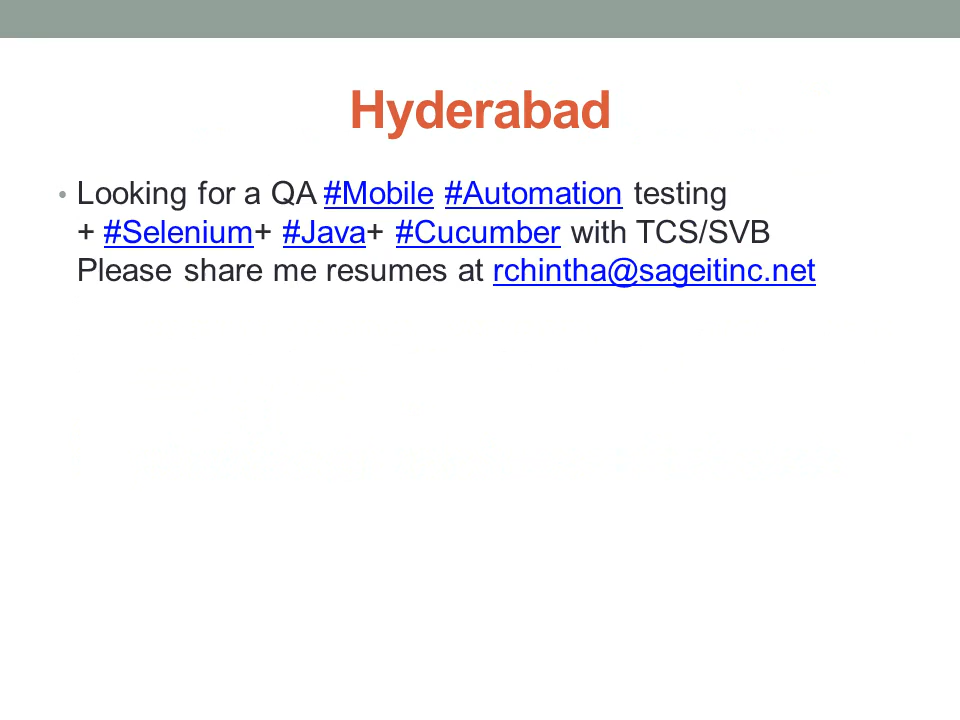 Hyderabad
• Looking for a QA #Mobile #Automation testing
+ #Selenium+ #Java+ #Cucumber with TCS/SVB
Please share me resumes at rchintha@sageitinc.net